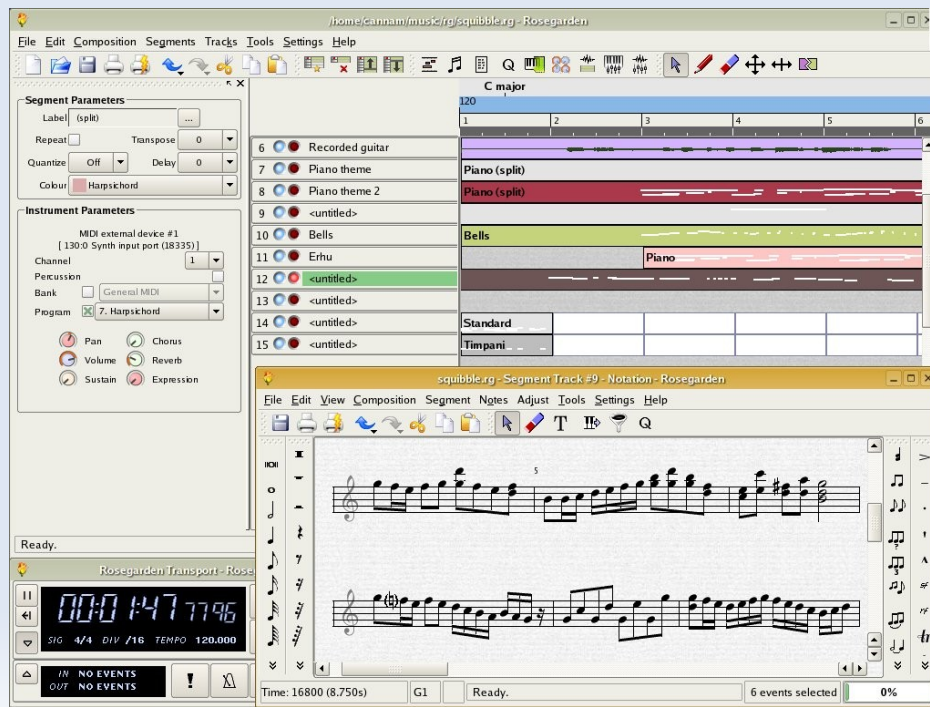 /home/cannam/music/rg/squibble.rg - Rosegarden
File Edit Composition Segments Tracks Tools Settings Help
Q
C major
120
1 2 3 4 5 6
Segment Parameters
Label (split) ...
Repeat Transpose 0
Quantize Off Delay 0
Colour Harpsichord
Instrument Parameters
MIDI external device #1
[ 130:0 Synth input port (18335) ]
Channel 1
Percussion
Bank General MIDI
Program 7. Harpsichord
Pan Chorus
Volume Reverb
Sustain Expression
Ready.
6 Recorded guitar
7 Piano theme Piano (split)
8 Piano theme 2 Piano (split)
9 <untitled>
10 Bells Bells
11 Erhu Piano
12 <untitled>
13 <untitled>
14 <untitled> Standard
15 <untitled> Timpani
squibble.rg - Segment Track #9 - Notation - Rosegarden
File Edit View Composition Segment Notes Adjust Tools Settings Help
T Q
5
Time: 16800 (8.750s) G1 Ready. 6 events selected 0%
Rosegarden Transport - Rose
00:01:47 7796
SIG 4/4 DIV /16 TEMPO 120.000
IN NO EVENTS
OUT NO EVENTS
!